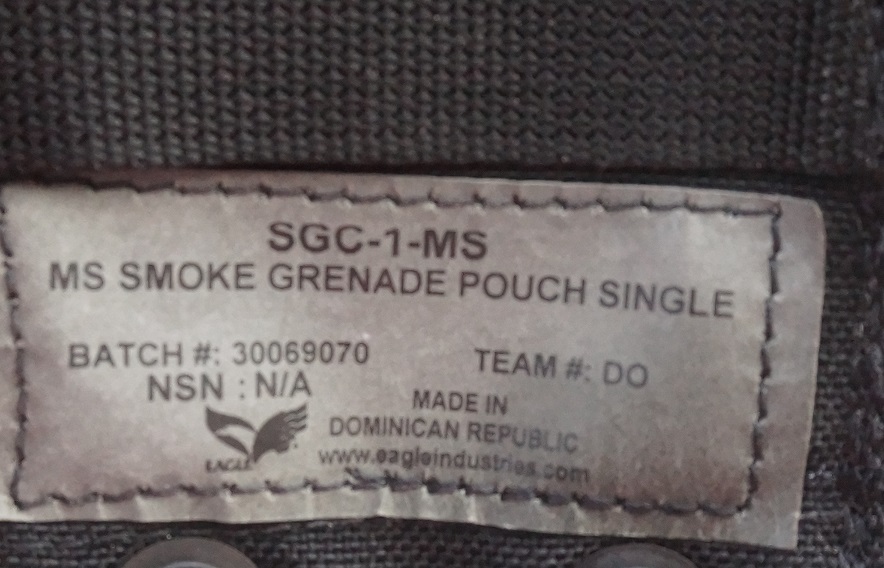 SGC-1-MS
MS SMOKE GRENADE POUCH SINGLE
BATCH #: 30069070 TEAM #: DO
NSN : N/A
MADE IN
DOMINICAN REPUBLIC
EAGLE www.eagleindustries.com